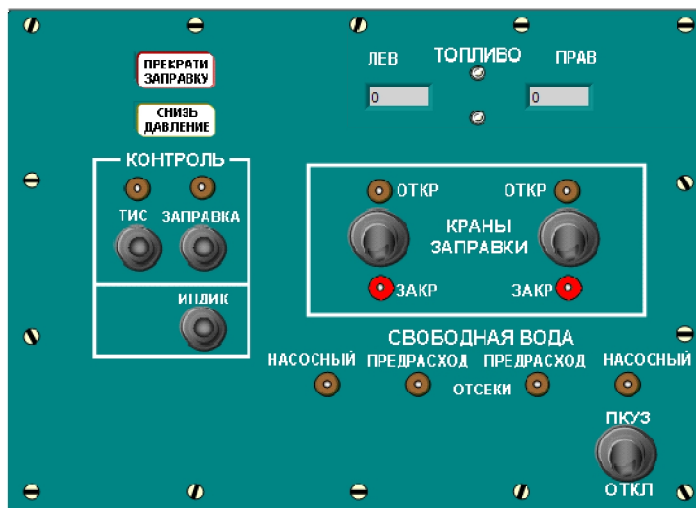 ПРЕКРАТИ
ЗАПРАВКУ
СНИЗЬ
ДАВЛЕНИЕ
ЛЕВ ТОПЛИВО ПРАВ
0 0
КОНТРОЛЬ
ТИС ЗАПРАВКА
ИНДИК
ОТКР ОТКР
КРАНЫ
ЗАПРАВКИ
ЗАКР ЗАКР
СВОБОДНАЯ ВОДА
НАСОСНЫЙ ПРЕДРАСХОД ПРЕДРАСХОД НАСОСНЫЙ
ОТСЕКИ
ПКУЗ
ОТКЛ